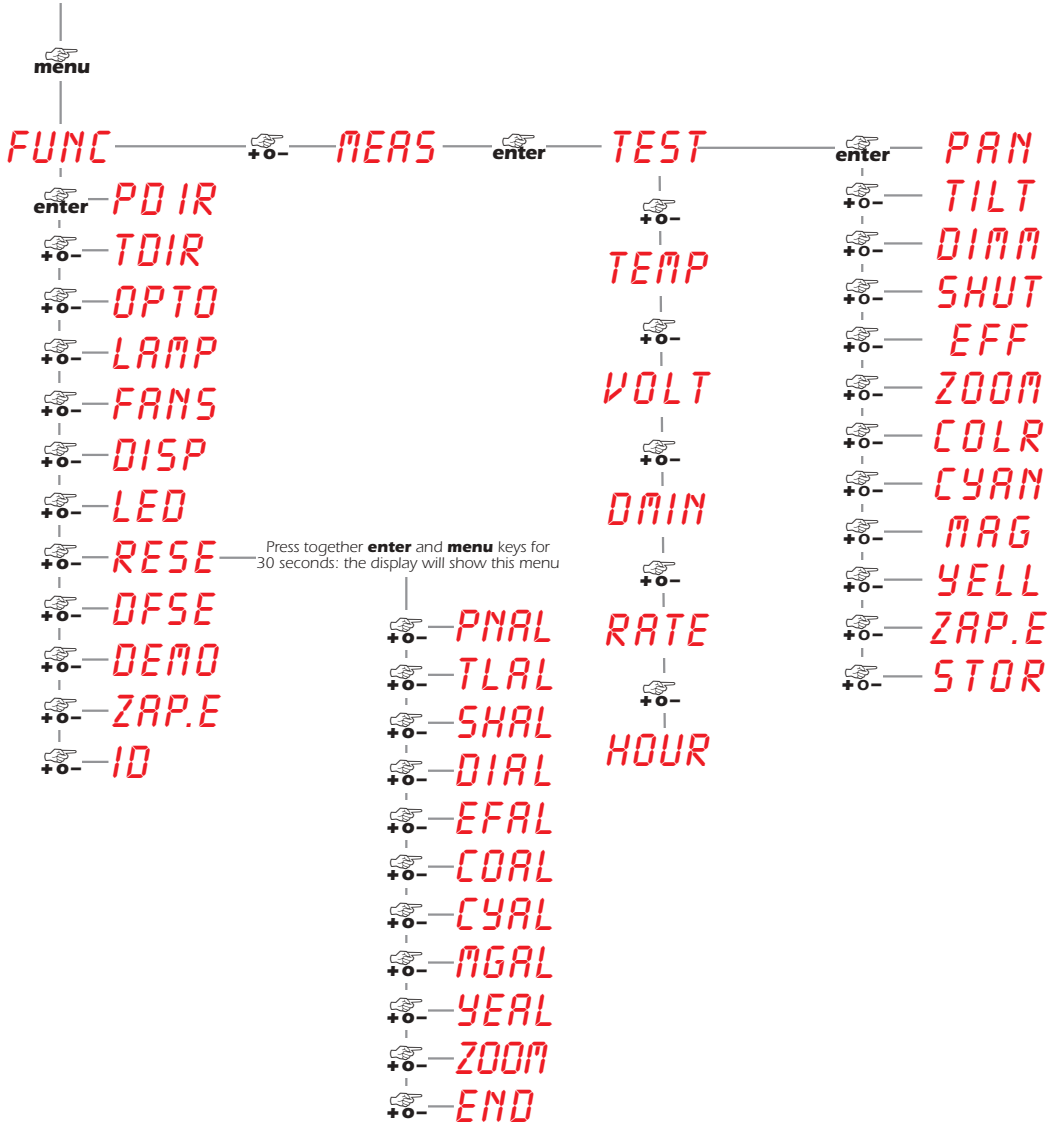 menu
FUNC +o- MEAS enter TEST enter PAN
enter PDIR
+o- TDIR
+o- OPTO
+o- LAMP
+o- FANS
+o- DISP
+o- LED
+o- RESE
+o- DFSE
+o- DEMO
+o- ZAP.E
+o- ID
Press together enter and menu keys for
30 seconds: the display will show this menu
+o- PNAL
+o- TLAL
+o- SHAL
+o- DIAL
+o- EFAL
+o- COAL
+o- CYAL
+o- MGAL
+o- YEAL
+o- ZOOM
+o- END
+o-
TEMP
+o-
VOLT
+o-
DMIN
+o-
RATE
+o-
HOUR
+o- TILT
+o- DIMM
+o- SHUT
+o- EFF
+o- ZOOM
+o- COLR
+o- CYAN
+o- MAG
+o- YELL
+o- ZAP.E
+o- STOR